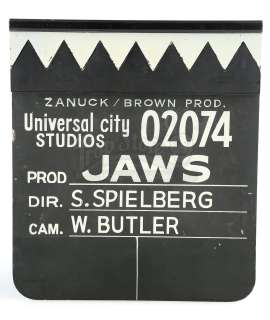 ZANUCK/BROWN PROD.
Universal city 02074
STUDIOS
PROD JAWS
DIR. S. SPIELBERG
CAM. W. BUTLER